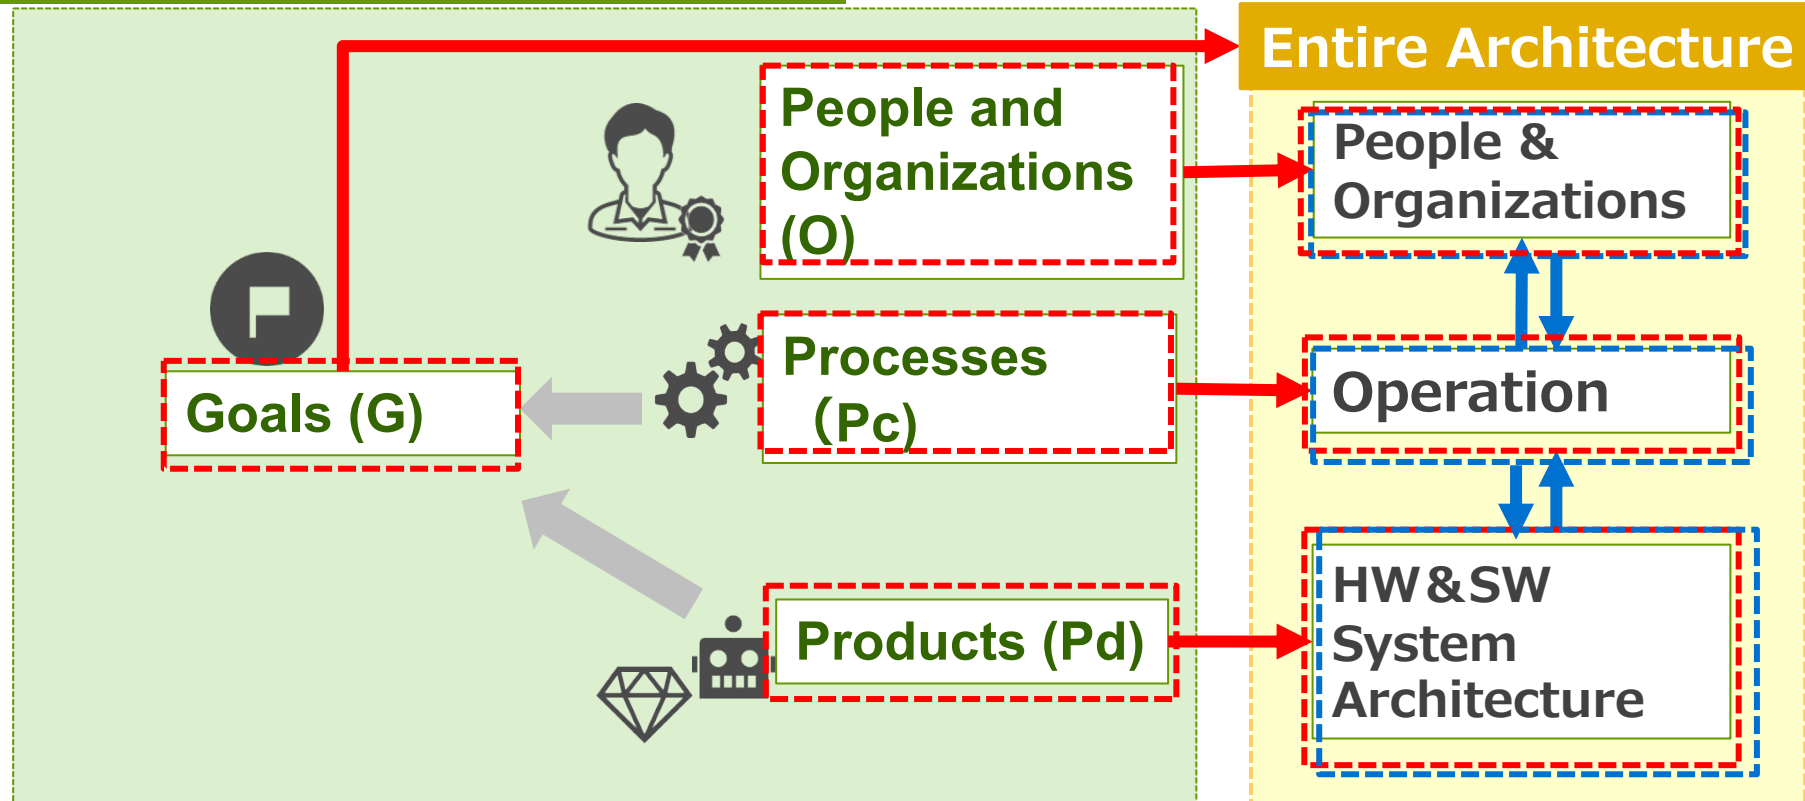 Entire Architecture
People and
Organizations
(O)
People &
Organizations
Goals (G)
Processes
（Pc)
Operation
Products (Pd)
HW&SW
System
Architecture